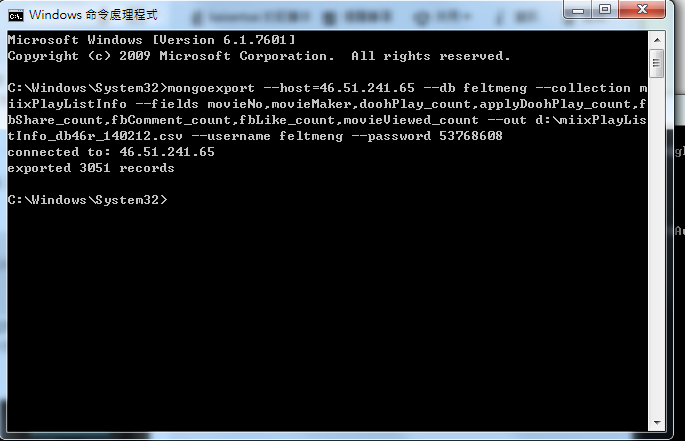 Windows 命令處理程式
Microsoft Windows [Version 6.1.7601]
Copyright (c) 2009 Microsoft Corporation.  All rights reserved.
C:\Windows\System32>mongoexport --host=46.51.241.65 --db feltmeng --collection m
iixPlayListInfo --fields movieNo,movieMaker,doohPlay_count,applyDoohPlay_count,f
bShare_count,fbComment_count,fbLike_count,movieViewed_count --out d:\miixPlayLis
tInfo_db46r_140212.csv --username feltmeng --password 53768608
connected to: 46.51.241.65
exported 3051 records
C:\Windows\System32>